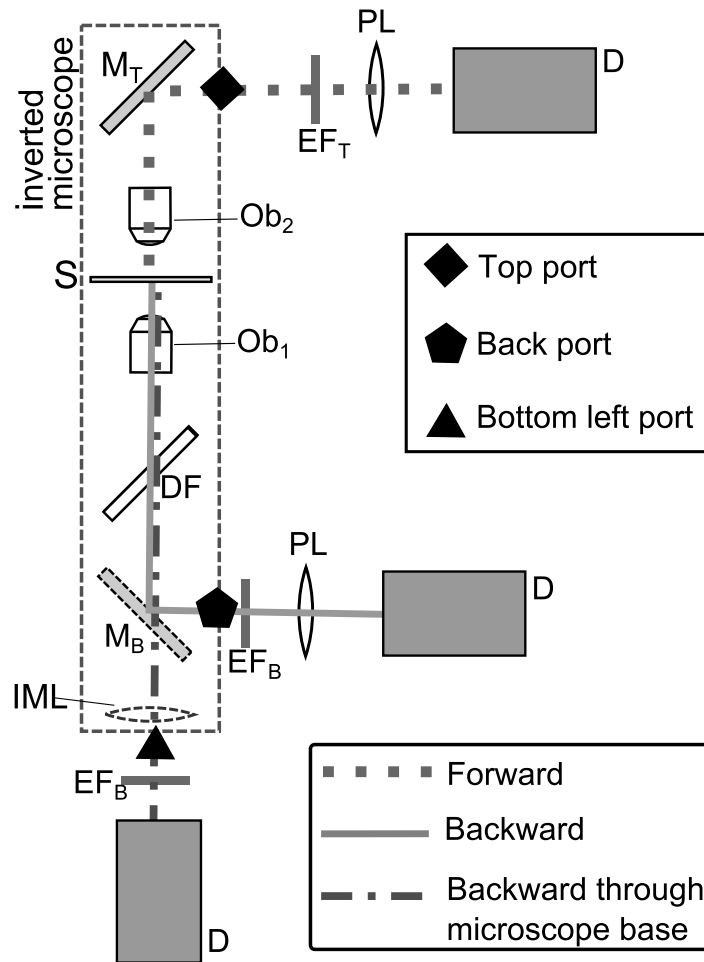 PL
M_T
D
EF_T
inverted
microscope
Ob_2
S
Top port
Ob_1
Back port
Bottom left port
DF
PL
D
M_B
EF_B
IML
EF_B
Forward
Backward
Backward through
microscope base
D